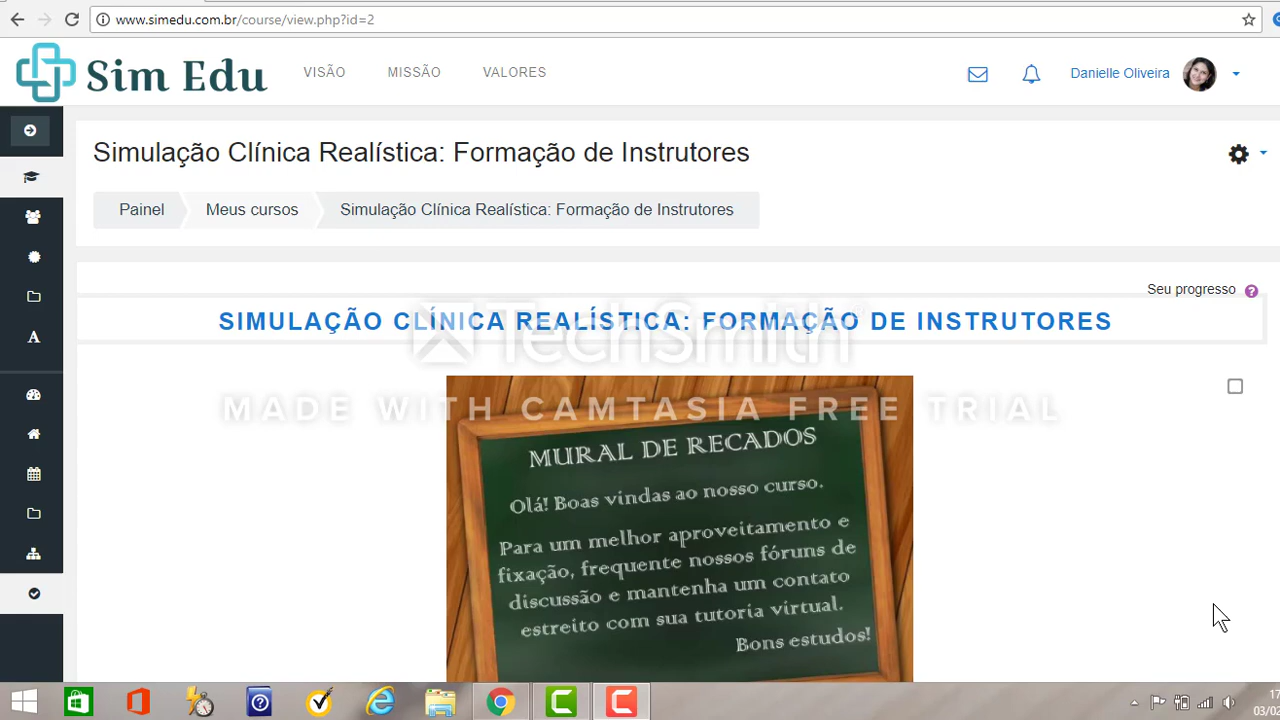 www.simedu.com.br/course/view.php?id=2
Sim Edu
VISÃO MISSÃO VALORES
Danielle Oliveira
Simulação Clínica Realística: Formação de Instrutores
Painel Meus cursos Simulação Clínica Realística: Formação de Instrutores
Seu progresso
SIMULAÇÃO CLÍNICA REALÍSTICA: FORMAÇÃO DE INSTRUTORES
TechSmith
MADE WITH CAMTASIA FREE TRIAL
MURAL DE RECADOS
Olá! Boas vindas ao nosso curso.
Para um melhor aproveitamento e
fixação, frequente nossos fóruns de
discussão e mantenha um contato
estreito com sua tutoria virtual.
Bons estudos!